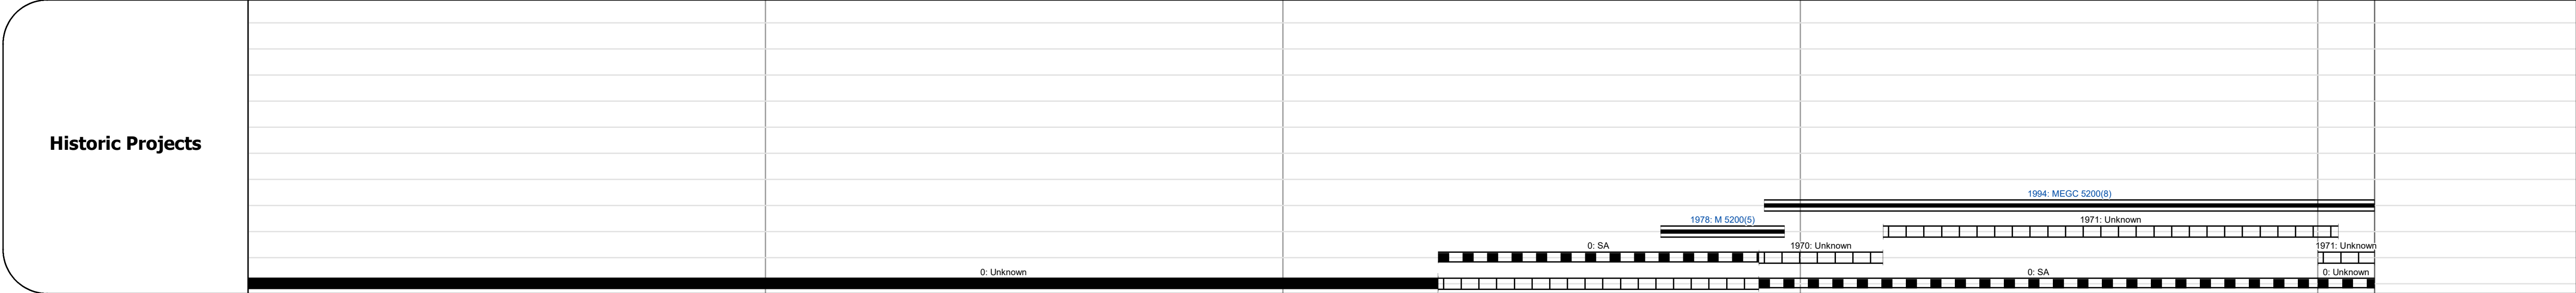 Historic Projects
1994: MEGC 5200(8)
1978: M 5200(5)
1971: Unknown
0: SA
1970: Unknown
1971: Unknown
0: Unknown
0: SA
0: Unknown